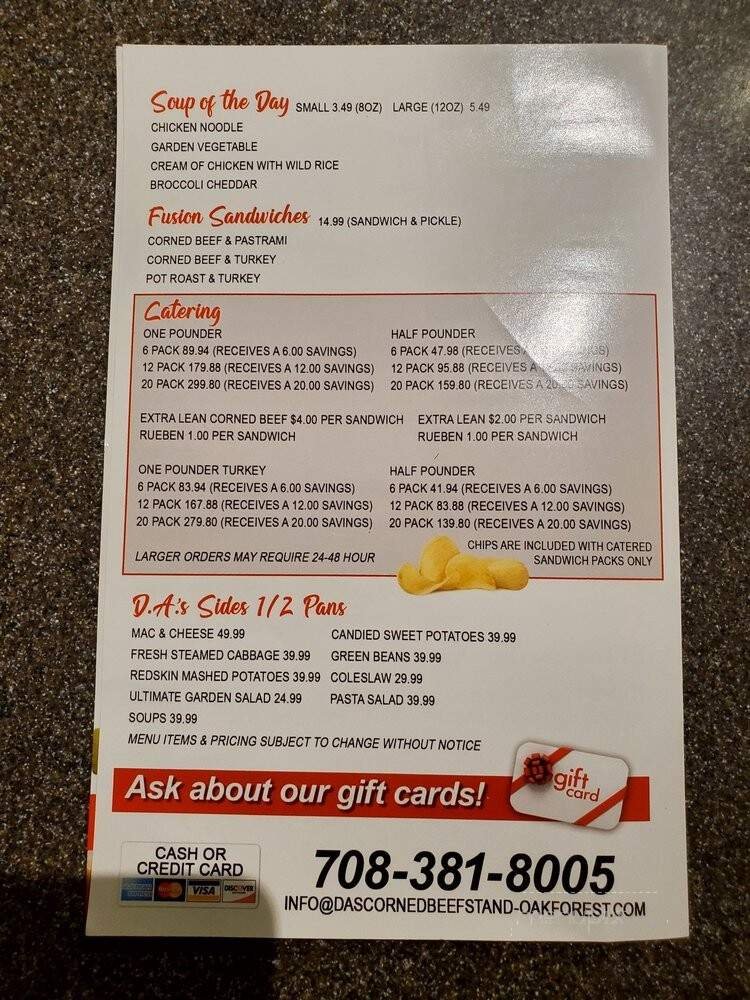 Soup of the Day SMALL 3.49 (8OZ) LARGE (12OZ) 5.49
CHICKEN NOODLE
GARDEN VEGETABLE
CREAM OF CHICKEN WITH WILD RICE
BROCCOLI CHEDDAR
Fusion Sandwiches 14.99 (SANDWICH & PICKLE)
CORNED BEEF & PASTRAMI
CORNED BEEF & TURKEY
POT ROAST & TURKEY
Catering
ONE POUNDER
6 PACK 89.94 (RECEIVES A 6.00 SAVINGS)
12 PACK 179.88 (RECEIVES A 12.00 SAVINGS)
20 PACK 299.80 (RECEIVES A 20.00 SAVINGS)
HALF POUNDER
6 PACK 47.98 (RECEIVES
12 PACK 95.88 (RECEIVES A SAVINGS)
20 PACK 159.80 (RECEIVES A 20.00 SAVINGS)
EXTRA LEAN CORNED BEEF $4.00 PER SANDWICH
RUEBEN 1.00 PER SANDWICH
EXTRA LEAN $2.00 PER SANDWICH
RUEBEN 1.00 PER SANDWICH
ONE POUNDER TURKEY
6 PACK 83.94 (RECEIVES A 6.00 SAVINGS)
12 PACK 167.88 (RECEIVES A 12.00 SAVINGS)
20 PACK 279.80 (RECEIVES A 20.00 SAVINGS)
HALF POUNDER
6 PACK 41.94 (RECEIVES A 6.00 SAVINGS)
12 PACK 83.88 (RECEIVES A 12.00 SAVINGS)
20 PACK 139.80 (RECEIVES A 20.00 SAVINGS)
LARGER ORDERS MAY REQUIRE 24-48 HOUR
CHIPS ARE INCLUDED WITH CATERED
SANDWICH PACKS ONLY
D.A.'s Sides 1/2 Pans
MAC & CHEESE 49.99
FRESH STEAMED CABBAGE 39.99
REDSKIN MASHED POTATOES 39.99
ULTIMATE GARDEN SALAD 24.99
SOUPS 39.99
CANDIED SWEET POTATOES 39.99
GREEN BEANS 39.99
COLESLAW 29.99
PASTA SALAD 39.99
MENU ITEMS & PRICING SUBJECT TO CHANGE WITHOUT NOTICE
Ask about our gift cards!
gift
card
CASH OR
CREDIT CARD
VISA DISCOVER
708-381-8005
INFO@DASCORNEDBEEFSTAND-OAKFOREST.COM